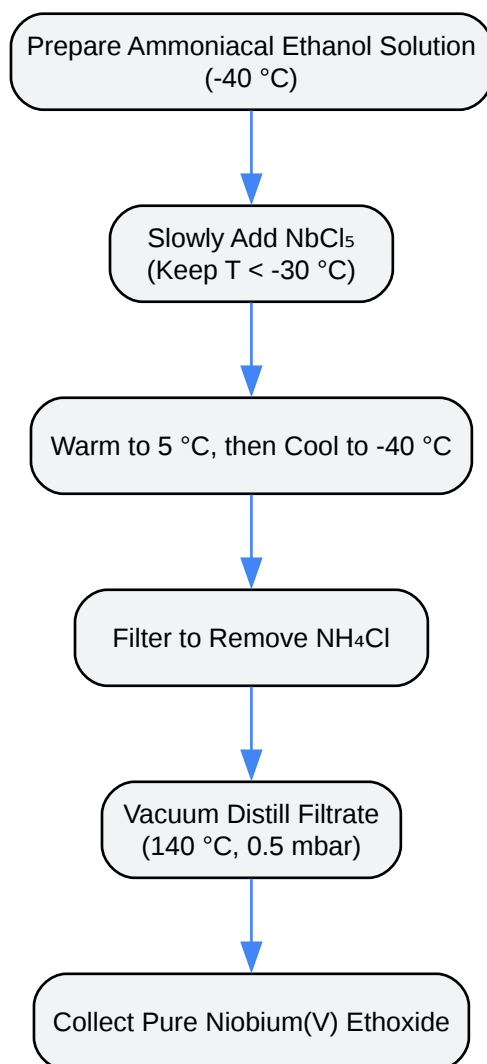 Prepare Ammoniacal Ethanol Solution
(-40 °C)
Slowly Add NbCl₅
(Keep T < -30 °C)
Warm to 5 °C, then Cool to -40 °C
Filter to Remove NH₄Cl
Vacuum Distill Filtrate
(140 °C, 0.5 mbar)
Collect Pure Niobium(V) Ethoxide